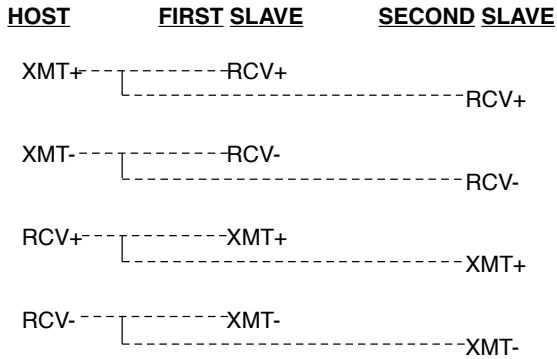 HOST FIRST SLAVE SECOND SLAVE
XMT+ RCV+
RCV+
XMT- RCV-
RCV-
RCV+ XMT+
XMT+
RCV- XMT-
XMT-